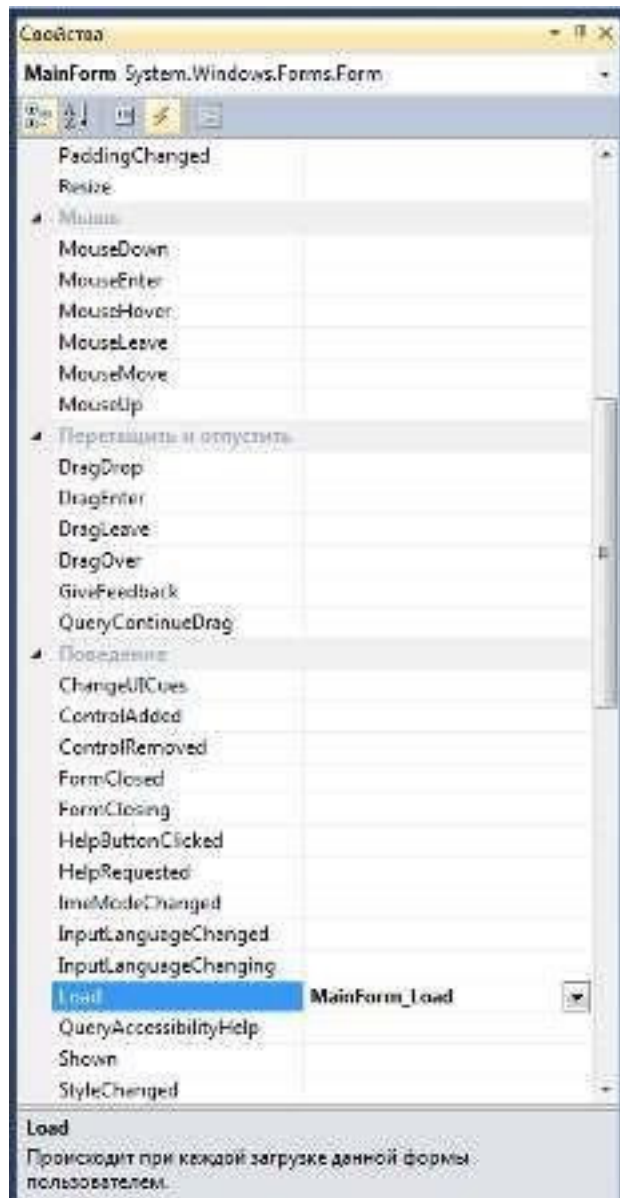 Свойства
MainForm System.Windows.Forms.Form
PaddingChanged
Resize
Мышь
MouseDown
MouseEnter
MouseHover
MouseLeave
MouseMove
MouseUp
Перетащить и отпустить
DragDrop
DragEnter
DragLeave
DragOver
GiveFeedback
QueryContinueDrag
Поведение
ChangeUICues
ControlAdded
ControlRemoved
FormClosed
FormClosing
HelpButtonClicked
HelpRequested
ImeModeChanged
InputLanguageChanged
InputLanguageChanging
Load MainForm_Load
QueryAccessibilityHelp
Shown
StyleChanged
Load
Происходит при каждой загрузке данной формы
пользователем.